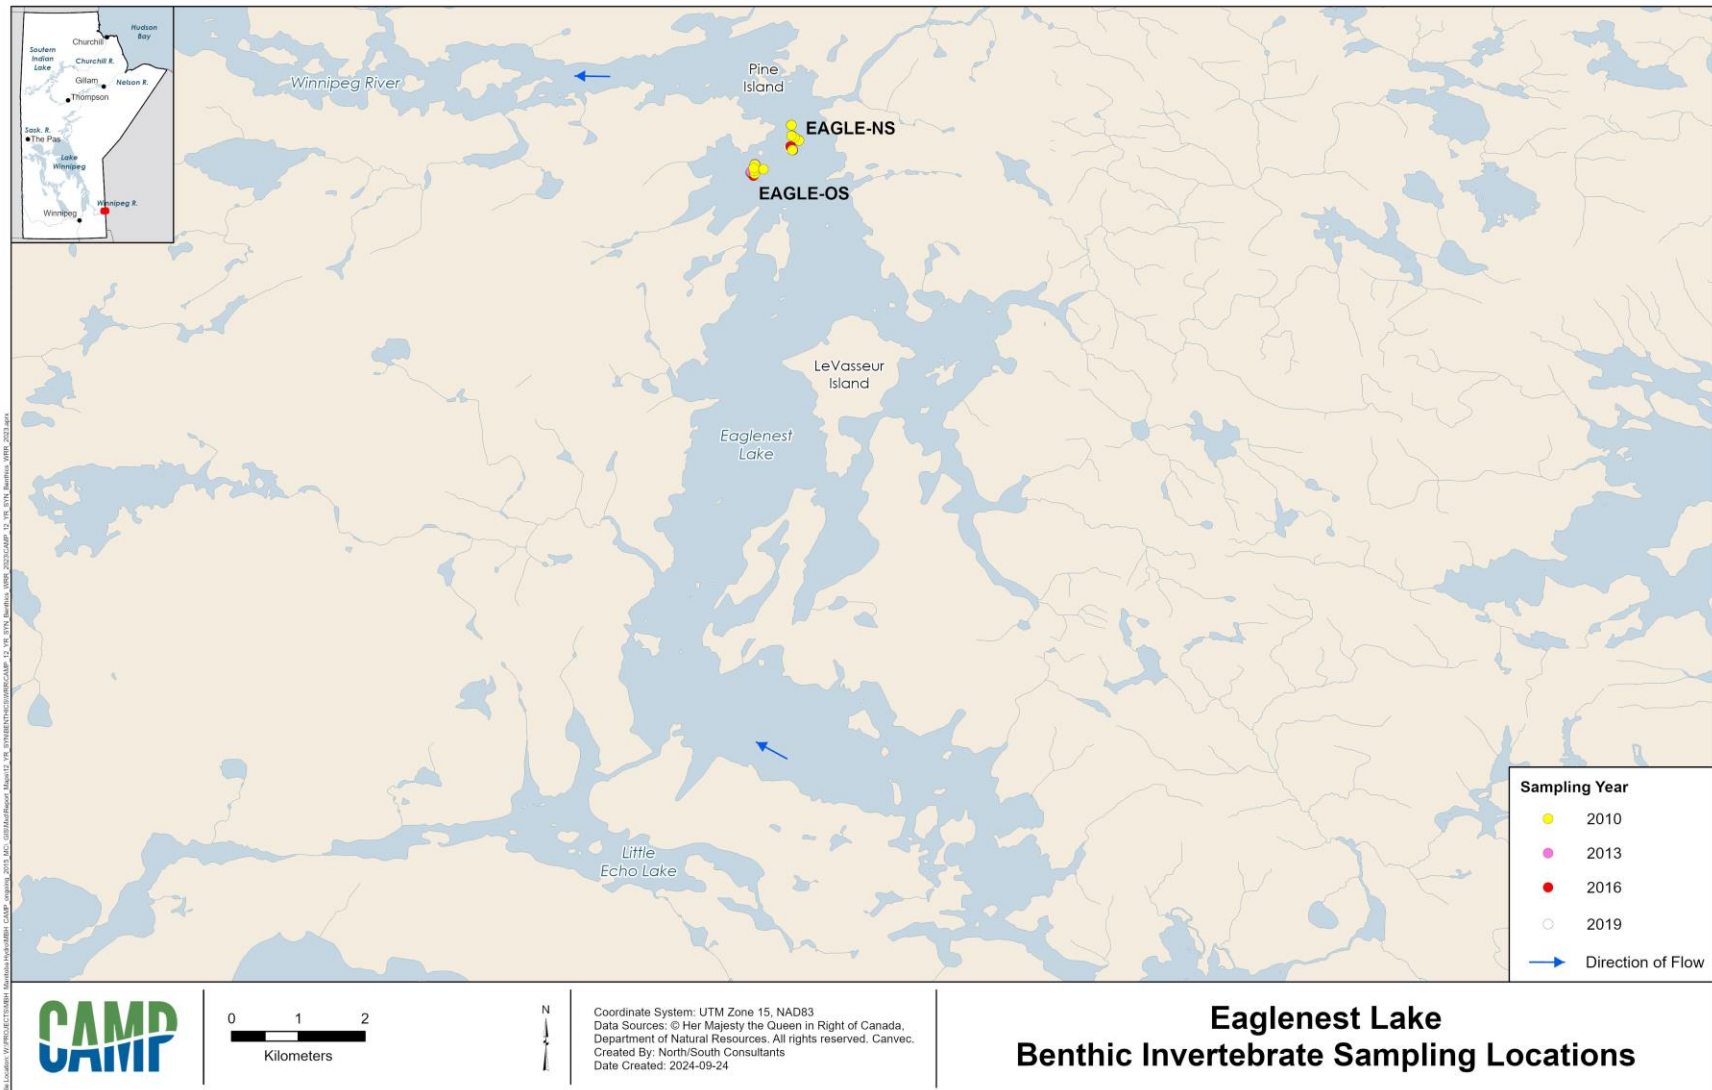 Hudson
Bay
Churchill
Soutern
Indian
Lake
Churchill R.
Gillam
Nelson R.
Thompson
Sask. R.
The Pas
Lake
Winnipeg
Winnipeg R.
Winnipeg
Winnipeg River
Pine
Island
EAGLE-NS
EAGLE-OS
LeVasseur
Island
Eaglenest
Lake
Little
Echo Lake
Sampling Year
2010
2013
2016
2019
Direction of Flow
CAMP
0 1 2
Kilometers
N
Coordinate System: UTM Zone 15, NAD83
Data Sources: © Her Majesty the Queen in Right of Canada,
Department of Natural Resources. All rights reserved. Canvec.
Created By: North/South Consultants
Date Created: 2024-09-24
Eaglenest Lake
Benthic Invertebrate Sampling Locations